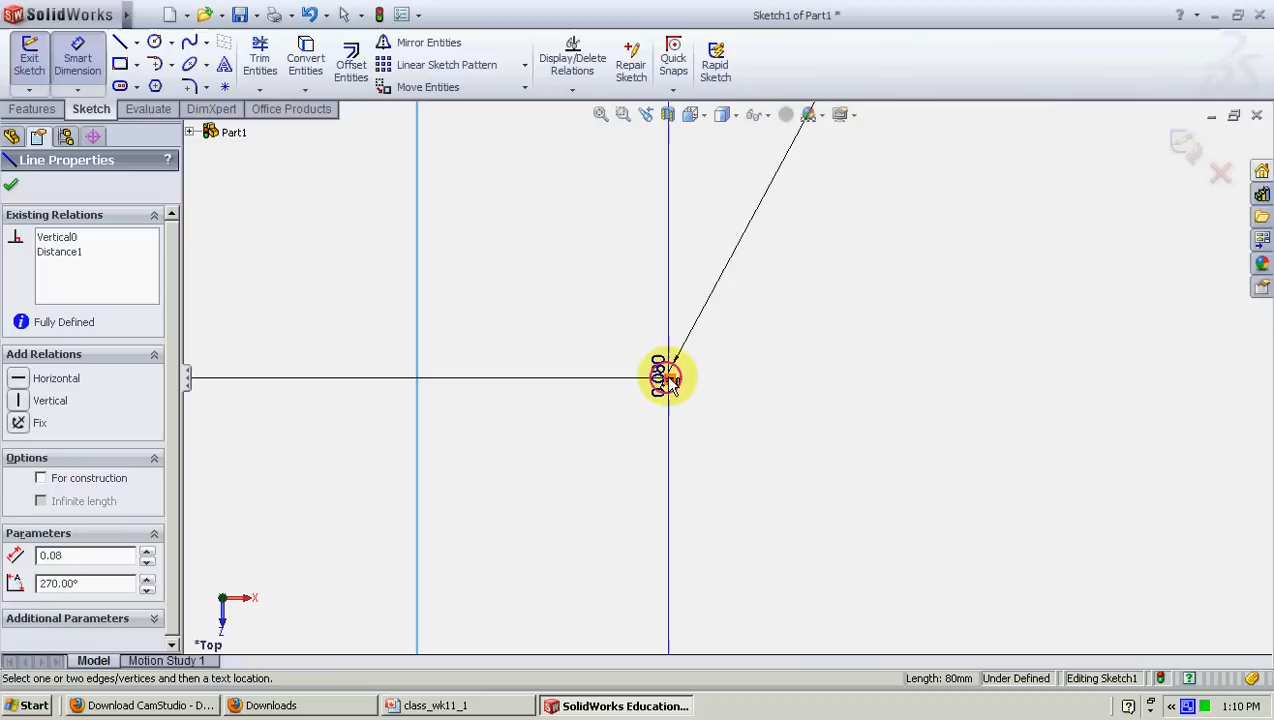 SolidWorks
Sketch1 of Part1 *
Exit Sketch
Smart Dimension
Trim Entities
Convert Entities
Offset Entities
Mirror Entities
Linear Sketch Pattern
Move Entities
Display/Delete Relations
Repair Sketch
Quick Snaps
Rapid Sketch
Features Sketch Evaluate DimXpert Office Products
Part1
Line Properties
?
Existing Relations
Vertical0
Distance1
Fully Defined
Add Relations
Horizontal
Vertical
Fix
Options
For construction
Infinite length
Parameters
0.08
270.00°
Additional Parameters
X
Z
*Top
Model Motion Study 1
Select one or two edges/vertices and then a text location.
Length: 80mm Under Defined Editing Sketch1
Start Download CamStudio - D... Downloads class_wk11_1 SolidWorks Education... 1:10 PM